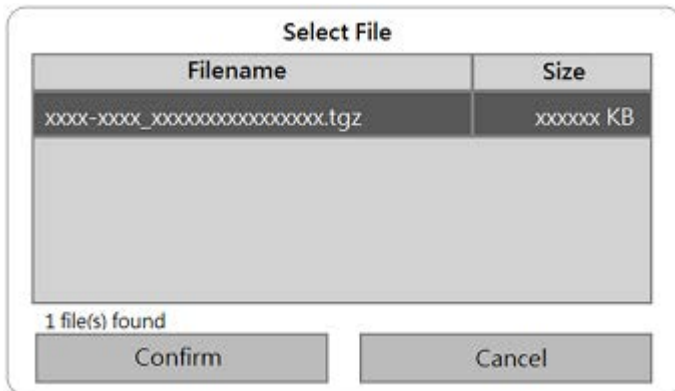 Select File
Filename Size
xxxx-xxxx_xxxxxxxxxxxxxxxx.tgz xxxxxx KB
1 file(s) found
Confirm Cancel